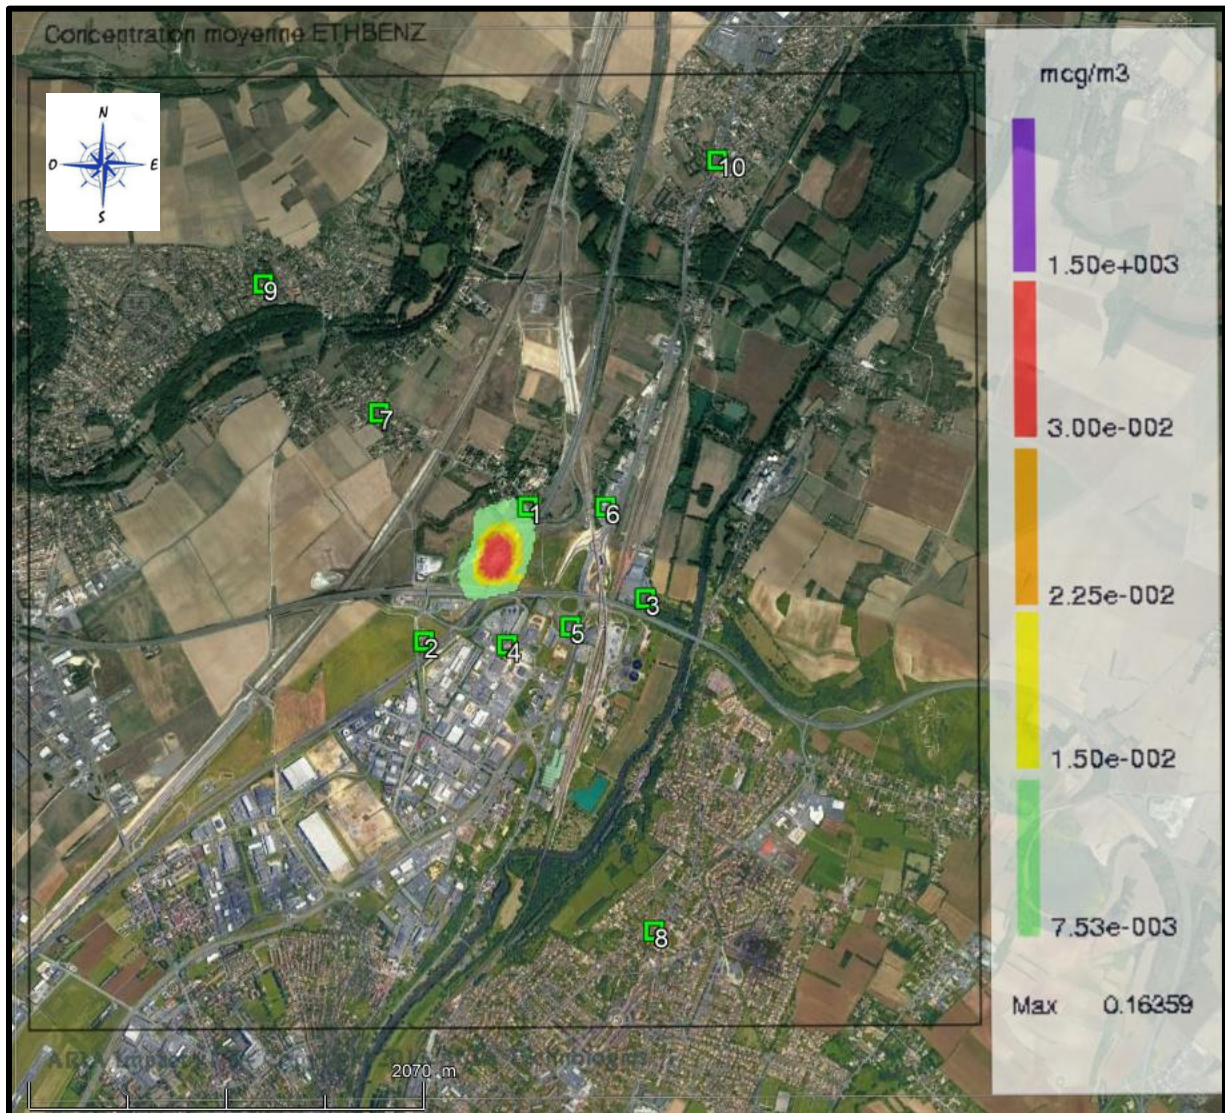 Concentration moyenne ETHBENZ
mcg/m3
N
O
E
S
10
1.50e+003
9
7
3.00e-002
1
6
3
2.25e-002
5
2
4
1.50e-002
8
7.53e-003
Max 0.16359
2070 m